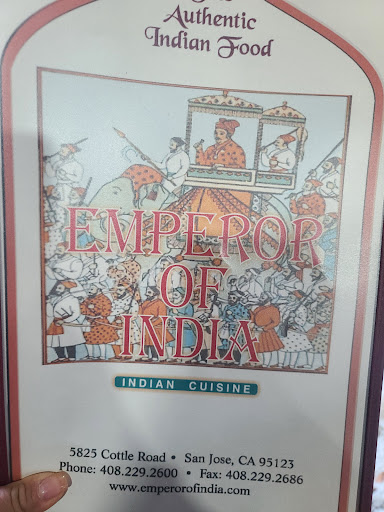 Authentic
Indian Food
EMPEROR
OF
INDIA
INDIAN CUISINE
5825 Cottle Road • San Jose, CA 95123
Phone: 408.229.2600 • Fax: 408.229.2686
www.emperorofindia.com